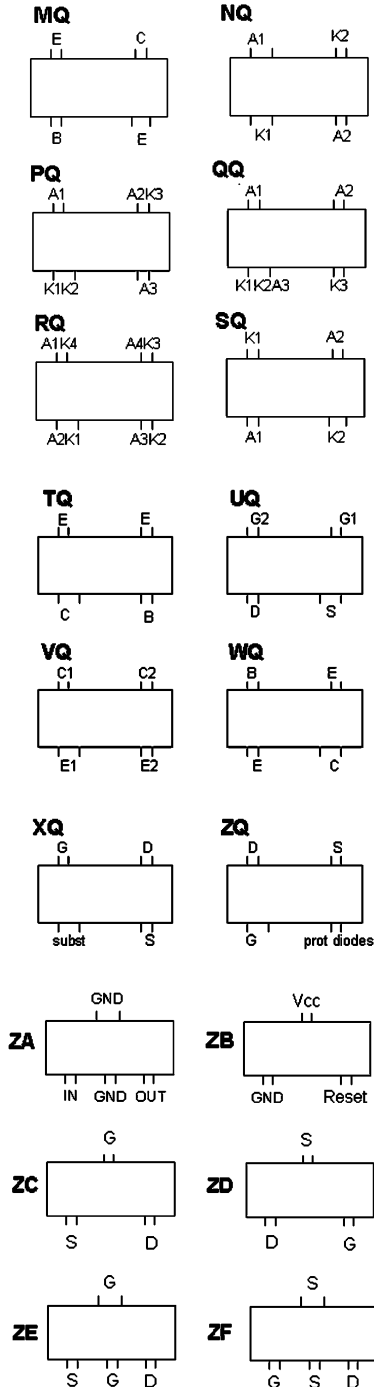 MQ NQ
E C A1 K2
B E K1 A2
PQ QQ
A1 A2K3 A1 A2
K1K2 A3 K1K2A3 K3
RQ SQ
A1K4 A4K3 K1 A2
A2K1 A3K2 A1 K2
TQ UQ
E E G2 G1
C B D S
VQ WQ
C1 C2 B E
E1 E2 E C
XQ ZQ
G D D S
subst S G prot diodes
GND Vcc
ZA ZB
IN GND OUT GND Reset
G S
ZC ZD
S D D G
G S
ZE ZF
S G D G S D